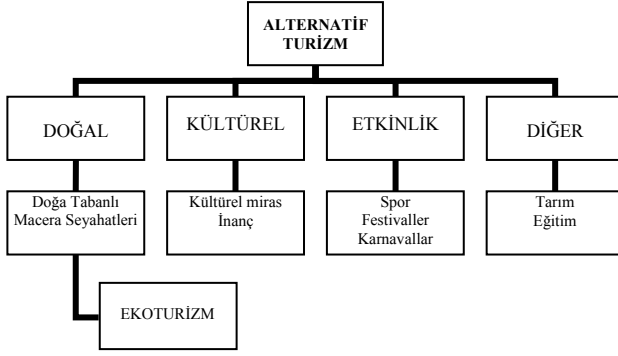 ALTERNATİF
TURİZM
DOĞAL
KÜLTÜREL
ETKİNLİK
DİĞER
Doğa Tabanlı
Macera Seyahatleri
Kültürel miras
İnanç
Spor
Festivaller
Karnavallar
Tarım
Eğitim
EKOTURİZM